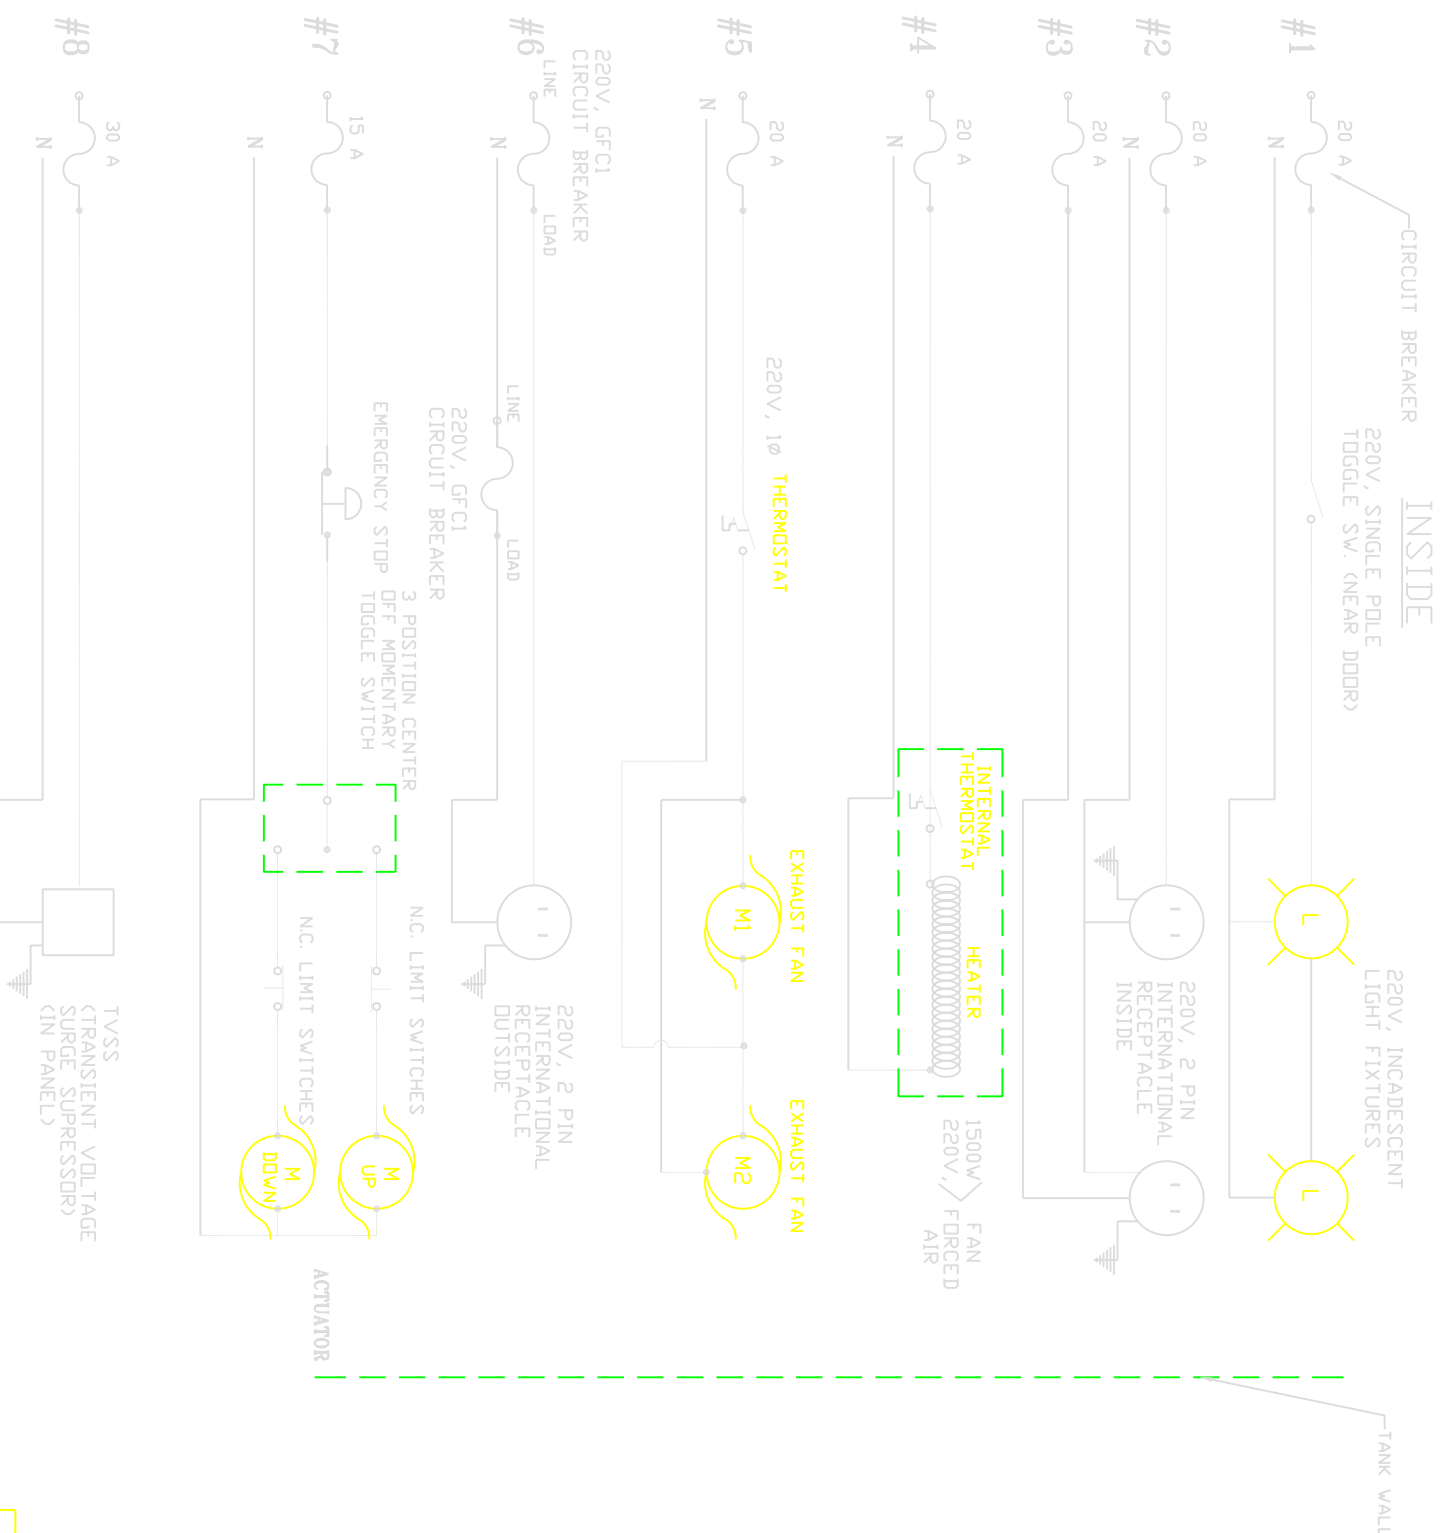 INSIDE
CIRCUIT BREAKER
#1
20 A
N
220V, SINGLE POLE
TOGGLE SW. (NEAR DOOR)
L
L
220V, INCADESCENT
LIGHT FIXTURES
#2
20 A
N
#3
20 A
220V, 2 PIN
INTERNATIONAL
RECEPTACLE
INSIDE
#4
20 A
N
INTERNAL
THERMOSTAT
HEATER
1500W
220V,
FAN
FORCED
AIR
#5
20 A
N
220V, 1Ø
THERMOSTAT
EXHAUST FAN
M1
EXHAUST FAN
M2
#6
220V, GFC1
CIRCUIT BREAKER
LINE
LOAD
N
LINE
LOAD
220V, GFC1
CIRCUIT BREAKER
220V, 2 PIN
INTERNATIONAL
RECEPTACLE
OUTSIDE
#7
15 A
N
EMERGENCY STOP
3 POSITION CENTER
OFF MOMENTARY
TOGGLE SWITCH
N.C. LIMIT SWITCHES
N.C. LIMIT SWITCHES
M
UP
M
DOWN
ACTUATOR
#8
30 A
N
TVSS
(TRANSIENT VOLTAGE
SURGE SUPRESSOR)
(IN PANEL)
TANK WALL